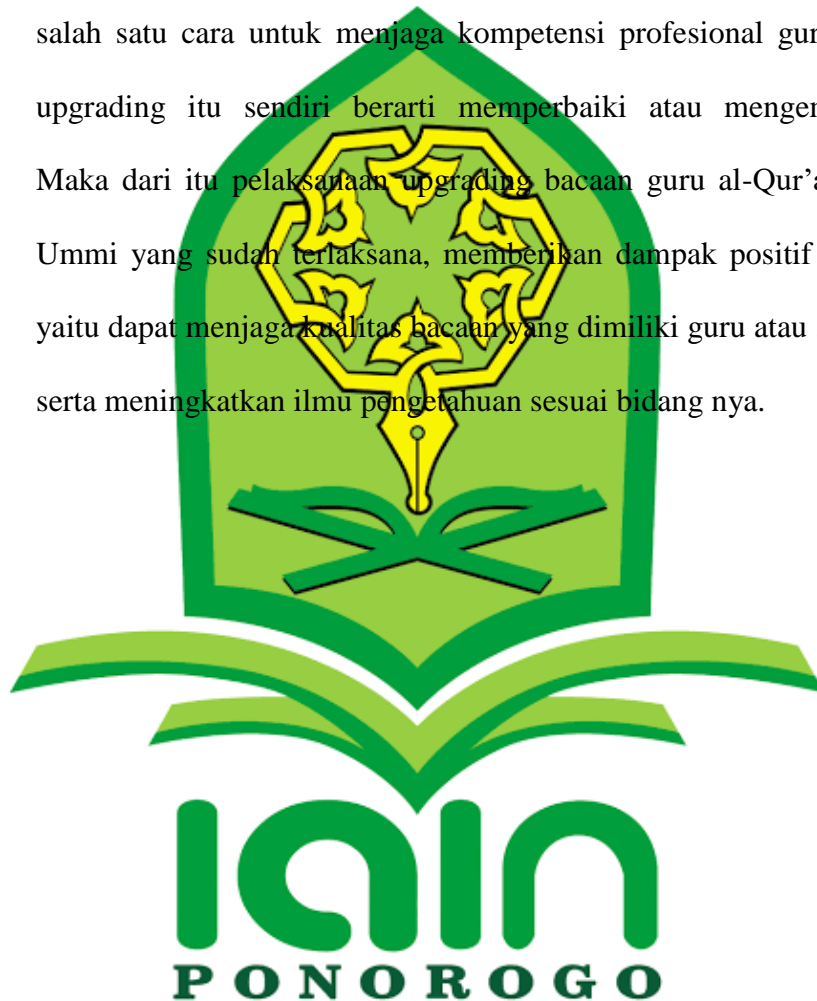 salah satu cara untuk menjaga kompetensi profesional gur
upgrading itu sendiri berarti memperbaiki atau menger
Maka dari itu pelaksanaan upgrading bacaan guru al-Qur’a
Ummi yang sudah terlaksana, memberikan dampak positif
yaitu dapat menjaga kualitas bacaan yang dimiliki guru atau
serta meningkatkan ilmu pengetahuan sesuai bidang nya.
IAIN
PONOROGO